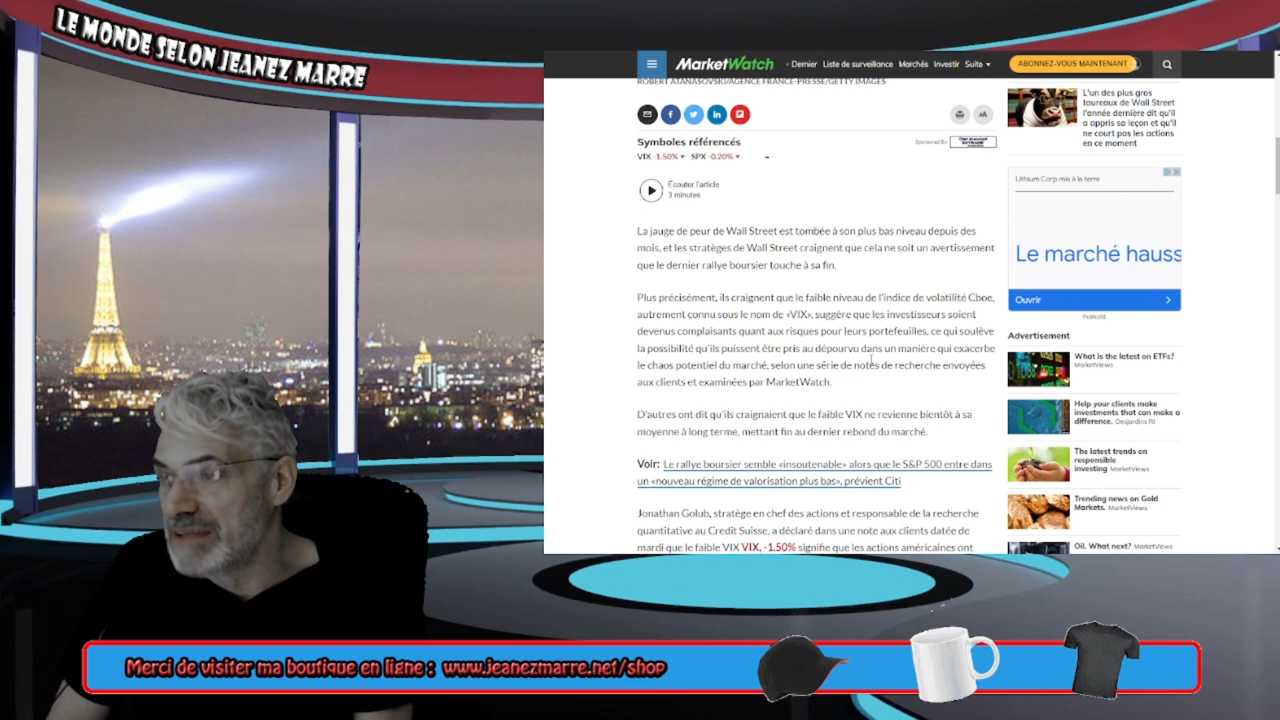 LE MONDE SELON JEANEZ MARRE
MarketWatch
Dernier Liste de surveillance Marchés Investir Suite
ABONNEZ-VOUS MAINTENANT
ROBERT ATANASOVSKI/AGENCE FRANCE-PRESSE/GETTY IMAGES
Symboles référencés
Sponsored By
VIX -1.50% SPX -0.20%
Écouter l'article
3 minutes
La jauge de peur de Wall Street est tombée à son plus bas niveau depuis des
mois, et les stratèges de Wall Street craignent que cela ne soit un avertissement
que le dernier rallye boursier touche à sa fin.
Plus précisément, ils craignent que le faible niveau de l'indice de volatilité Cboe,
autrement connu sous le nom de «VIX», suggère que les investisseurs soient
devenus complaisants quant aux risques pour leurs portefeuilles, ce qui soulève
la possibilité qu'ils puissent être pris au dépourvu dans un manière qui exacerbe
le chaos potentiel du marché, selon une série de notes de recherche envoyées
aux clients et examinées par MarketWatch.
D'autres ont dit qu'ils craignaient que le faible VIX ne revienne bientôt à sa
moyenne à long terme, mettant fin au dernier rebond du marché.
Voir: Le rallye boursier semble «insoutenable» alors que le S&P 500 entre dans
un «nouveau régime de valorisation plus bas», prévient Citi
Jonathan Golub, stratège en chef des actions et responsable de la recherche
quantitative au Credit Suisse, a déclaré dans une note aux clients datée de
mardi que le faible VIX VIX, -1.50% signifie que les actions américaines ont
L'un des plus gros
taureaux de Wall Street
l'année dernière dit qu'il
a appris sa leçon et qu'il
ne court pas les actions
en ce moment
Lithium Corp mis à la terre
Le marché hauss
Ouvrir
Publicité
Advertisement
What is the latest on ETFs?
MarketViews
Help your clients make
investments that can make a
difference. Desjardins RI
The latest trends on
responsible
investing MarketViews
Trending news on Gold
Markets. MarketViews
Oil. What next? MarketViews
Merci de visiter ma boutique en ligne : www.jeanezmarre.net/shop